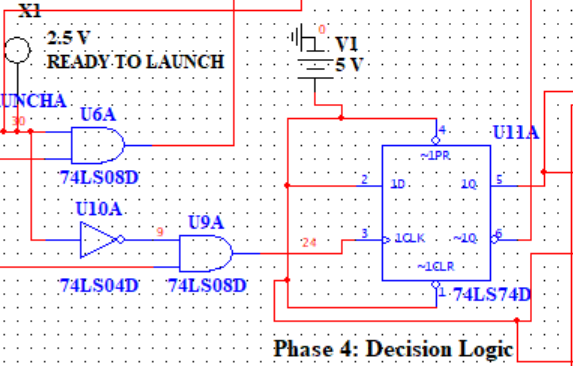 X1
2.5 V
READY TO LAUNCH
UNCHA
30
U6A
74LS08D
U10A
9
74LS04D
U9A
74LS08D
24
0
V1
5 V
U11A
4
~1PR
2
1D
1Q
5
3
1CLK
~1Q
6
~1CLR
1
74LS74D
Phase 4: Decision Logic